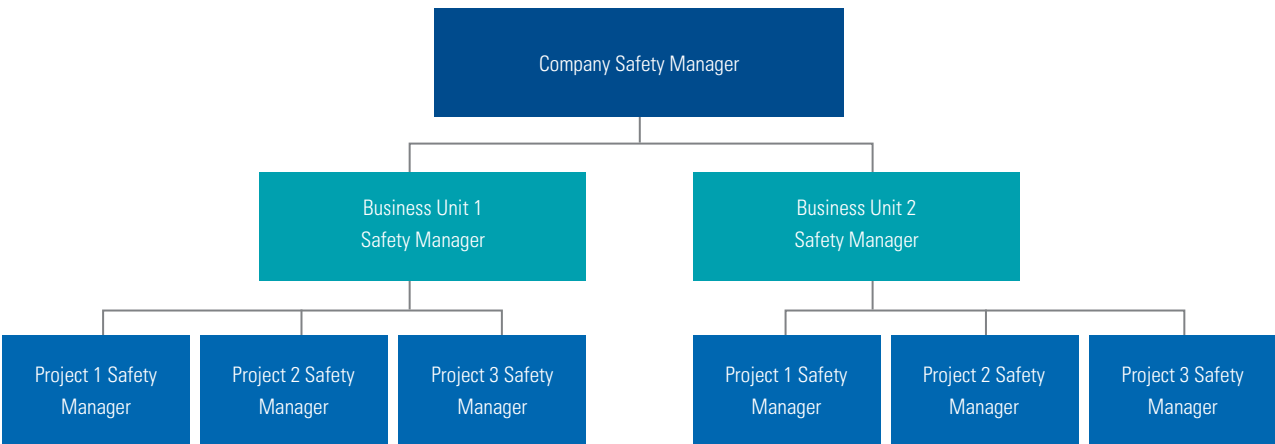 Company Safety Manager
Business Unit 1
Safety Manager
Business Unit 2
Safety Manager
Project 1 Safety
Manager
Project 2 Safety
Manager
Project 3 Safety
Manager
Project 1 Safety
Manager
Project 2 Safety
Manager
Project 3 Safety
Manager